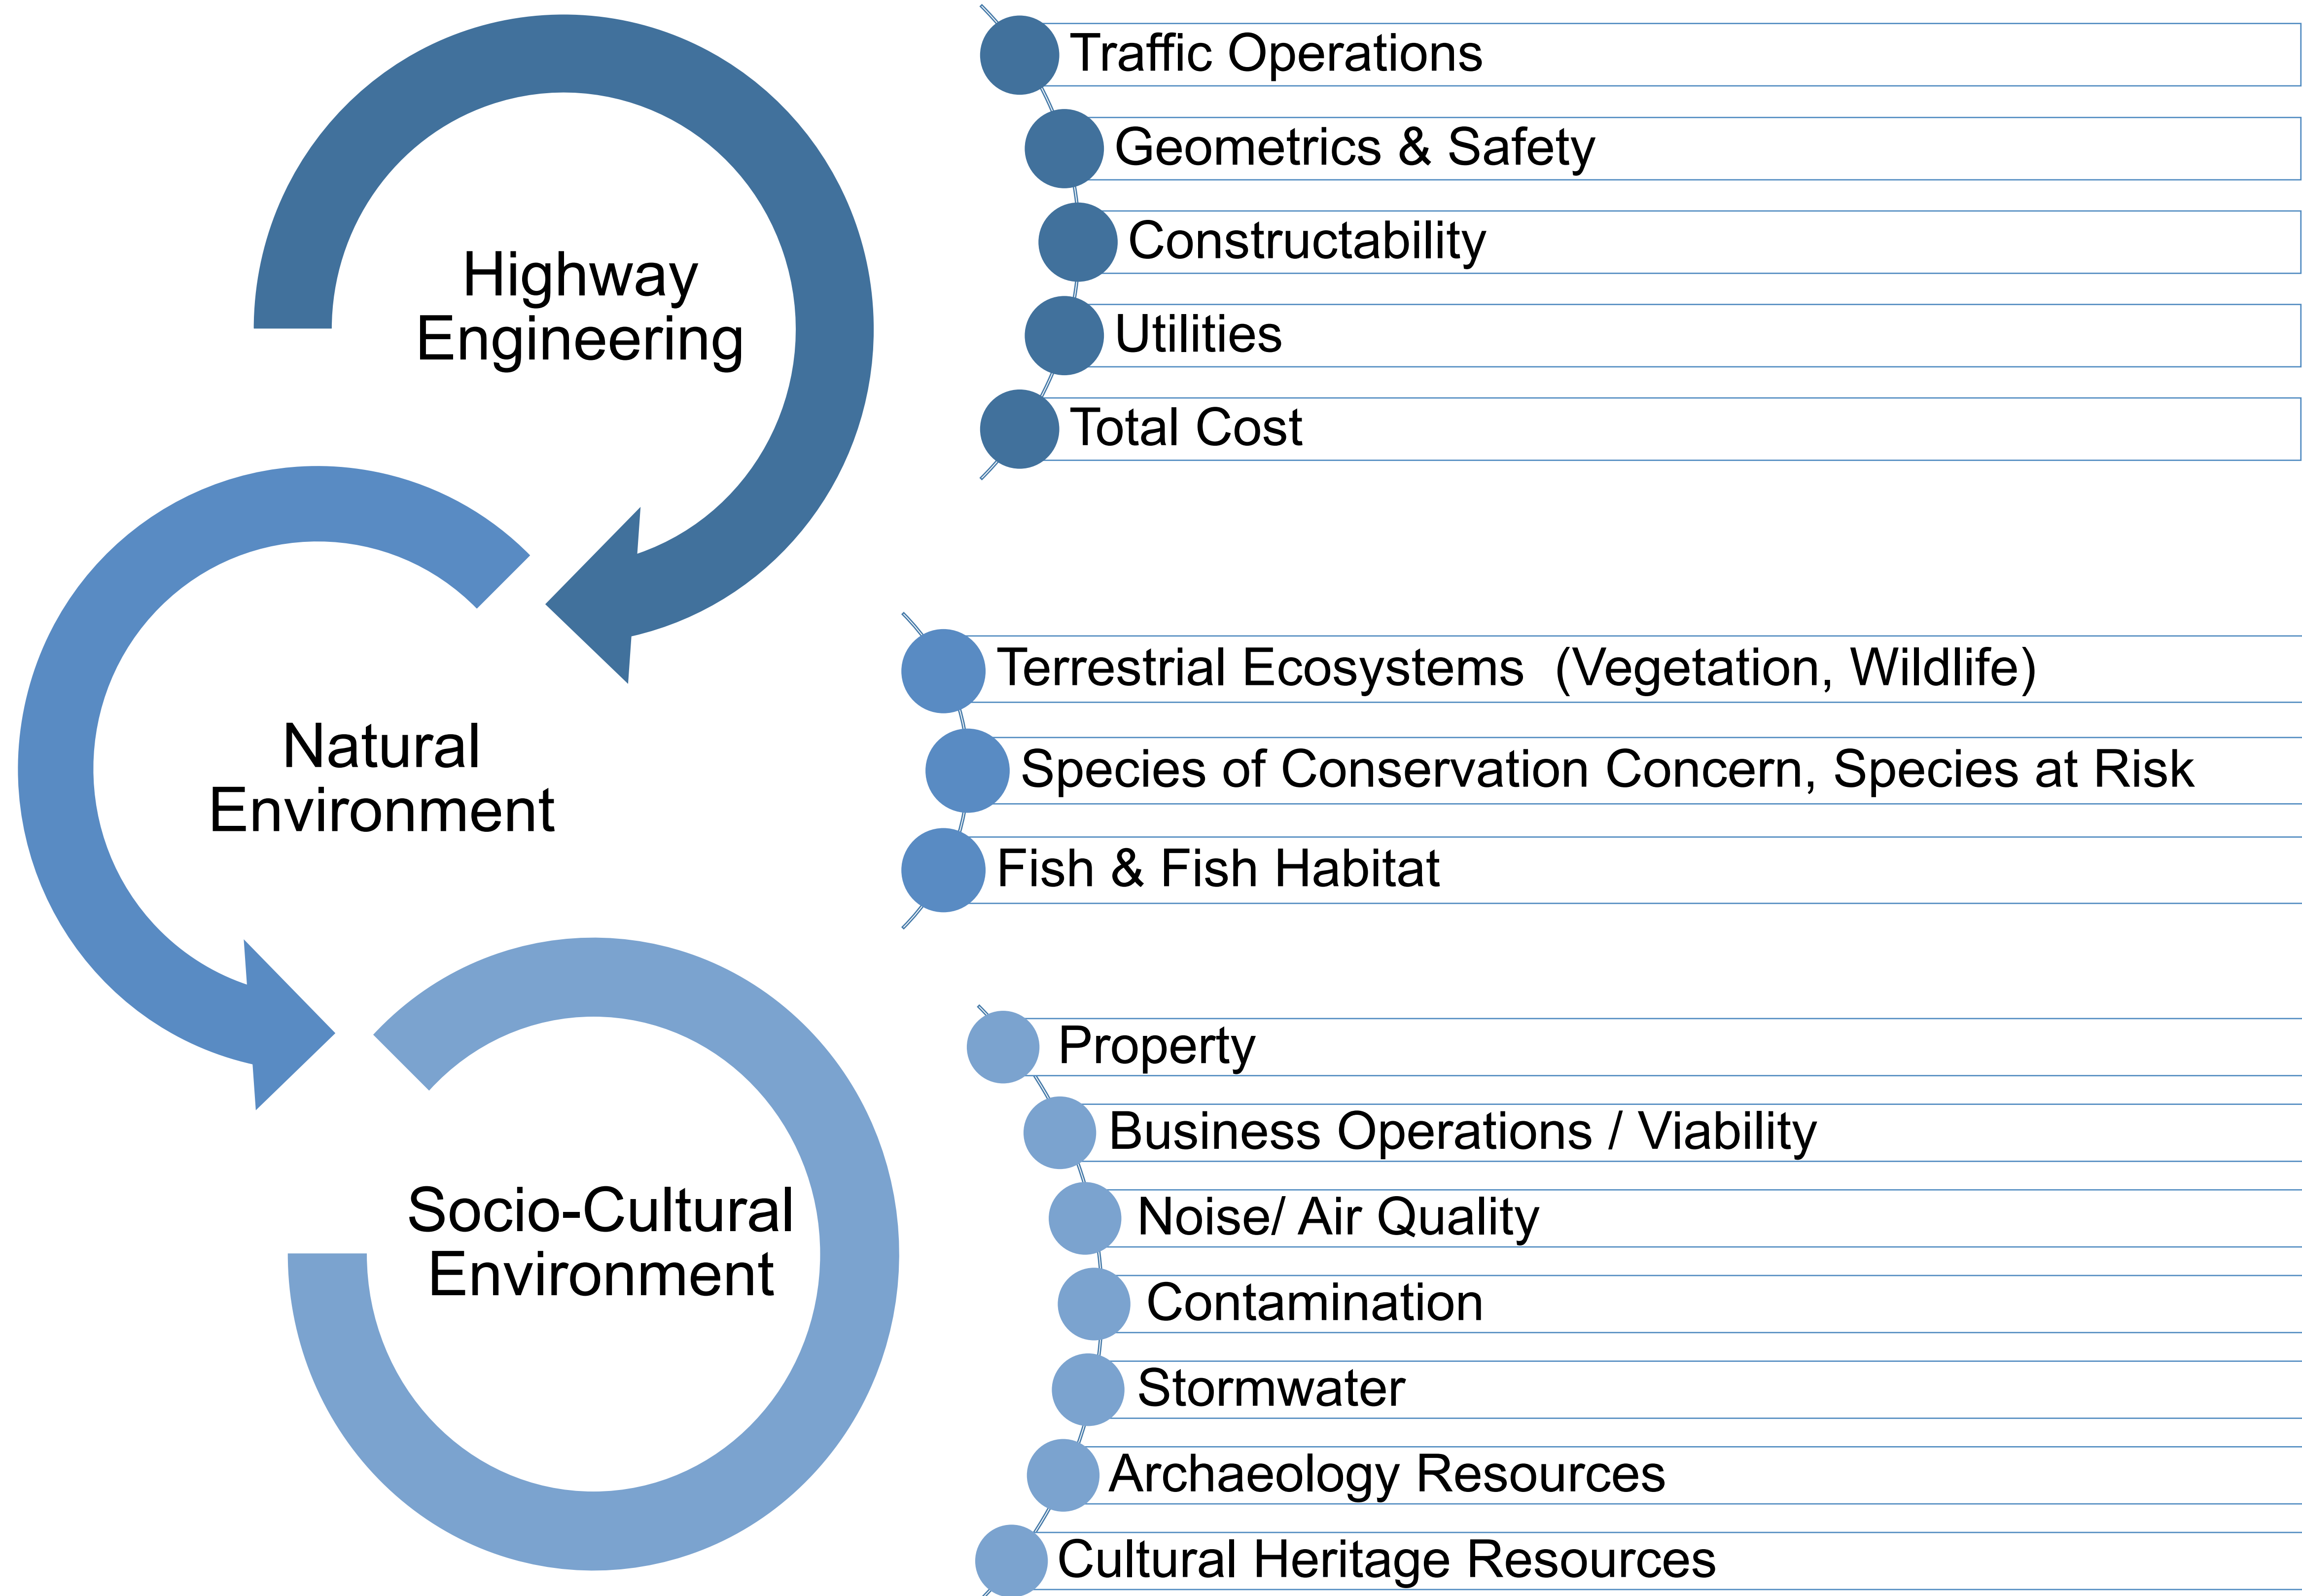 Highway
Engineering
Traffic Operations
Geometrics & Safety
Constructability
Utilities
Total Cost
Natural
Environment
Terrestrial Ecosystems  (Vegetation, Wildlife)
Species of Conservation Concern, Species at Risk
Fish & Fish Habitat
Socio-Cultural
Environment
Property
Business Operations / Viability
Noise/ Air Quality
Contamination
Stormwater
Archaeology Resources
Cultural Heritage Resources